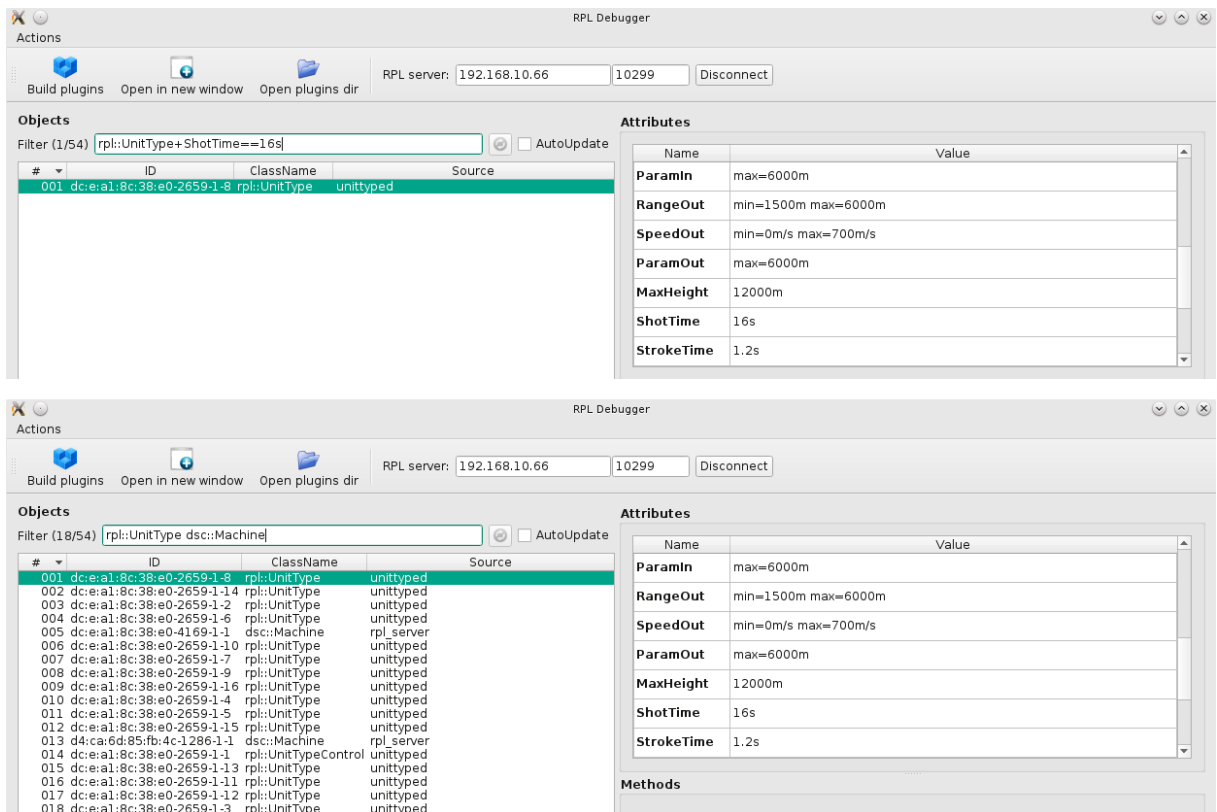 RPL Debugger
Actions
Build plugins Open in new window Open plugins dir RPL server: 192.168.10.66 10299 Disconnect
Objects
Filter (1/54) rpl::UnitType+ShotTime==16s AutoUpdate
# ID ClassName Source
001 dc:e:a1:8c:38:e0-2659-1-8 rpl::UnitType unittyped
Attributes
Name Value
ParamIn max=6000m
RangeOut min=1500m max=6000m
SpeedOut min=0m/s max=700m/s
ParamOut max=6000m
MaxHeight 12000m
ShotTime 16s
StrokeTime 1.2s
RPL Debugger
Actions
Build plugins Open in new window Open plugins dir RPL server: 192.168.10.66 10299 Disconnect
Objects
Filter (18/54) rpl::UnitType dsc::Machine AutoUpdate
# ID ClassName Source
001 dc:e:a1:8c:38:e0-2659-1-8 rpl::UnitType unittyped
002 dc:e:a1:8c:38:e0-2659-1-14 rpl::UnitType unittyped
003 dc:e:a1:8c:38:e0-2659-1-2 rpl::UnitType unittyped
004 dc:e:a1:8c:38:e0-2659-1-6 rpl::UnitType unittyped
005 dc:e:a1:8c:38:e0-4169-1-1 dsc::Machine rpl_server
006 dc:e:a1:8c:38:e0-2659-1-10 rpl::UnitType unittyped
007 dc:e:a1:8c:38:e0-2659-1-7 rpl::UnitType unittyped
008 dc:e:a1:8c:38:e0-2659-1-9 rpl::UnitType unittyped
009 dc:e:a1:8c:38:e0-2659-1-16 rpl::UnitType unittyped
010 dc:e:a1:8c:38:e0-2659-1-4 rpl::UnitType unittyped
011 dc:e:a1:8c:38:e0-2659-1-5 rpl::UnitType unittyped
012 dc:e:a1:8c:38:e0-2659-1-15 rpl::UnitType unittyped
013 d4:ca:6d:85:fb:4c-1286-1-1 dsc::Machine rpl_server
014 dc:e:a1:8c:38:e0-2659-1-1 rpl::UnitTypeControl unittyped
015 dc:e:a1:8c:38:e0-2659-1-13 rpl::UnitType unittyped
016 dc:e:a1:8c:38:e0-2659-1-11 rpl::UnitType unittyped
017 dc:e:a1:8c:38:e0-2659-1-12 rpl::UnitType unittyped
018 dc:e:a1:8c:38:e0-2659-1-3 rpl::UnitType unittyped
Attributes
Name Value
ParamIn max=6000m
RangeOut min=1500m max=6000m
SpeedOut min=0m/s max=700m/s
ParamOut max=6000m
MaxHeight 12000m
ShotTime 16s
StrokeTime 1.2s
Methods